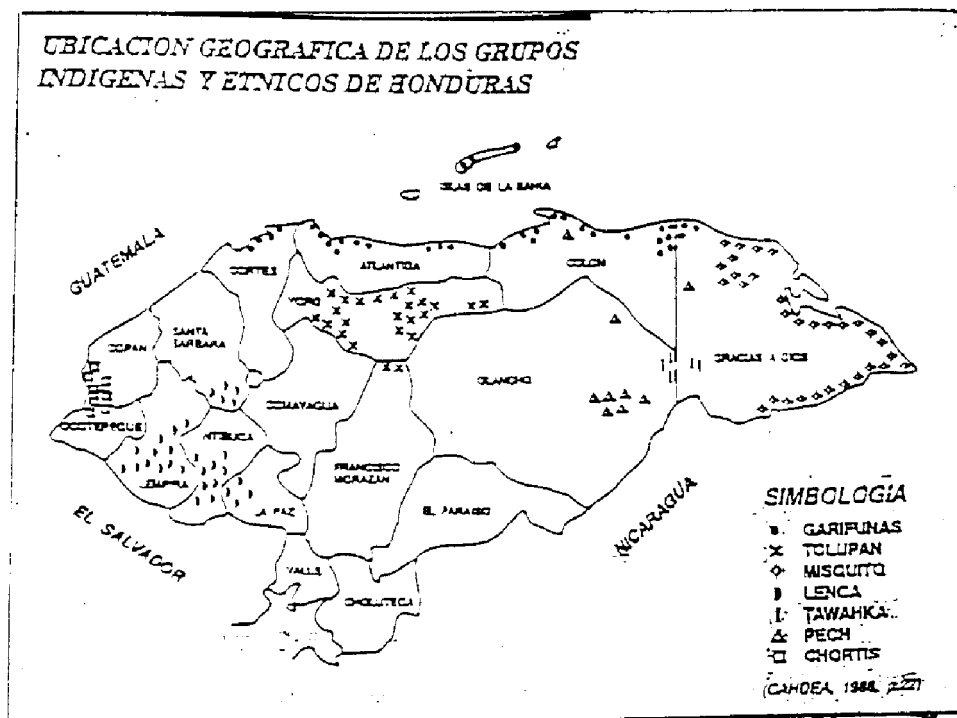 UBICACION GEOGRAFICA DE LOS GRUPOS
INDIGENAS Y ETNICOS DE HONDURAS
ISLAS DE LA BAHIA
GUATEMALA
CORTES
ATLANTIDA
COLON
YORO
COPAN
SANTA
BARBARA
GRACIAS A DIOS
OLANCHO
COMAYAGUA
OCOTEPEQUE
INTIBUCA
LEMPIRA
FRANCISCO
MORAZAN
LA PAZ
EL PARAISO
EL SALVADOR
NICARAGUA
VALLE
CHOLUTECA
SIMBOLOGIA
GARIFUNAS
TOLUPAN
MISQUITO
LENCA
TAWAHKA
PECH
CHORTIS